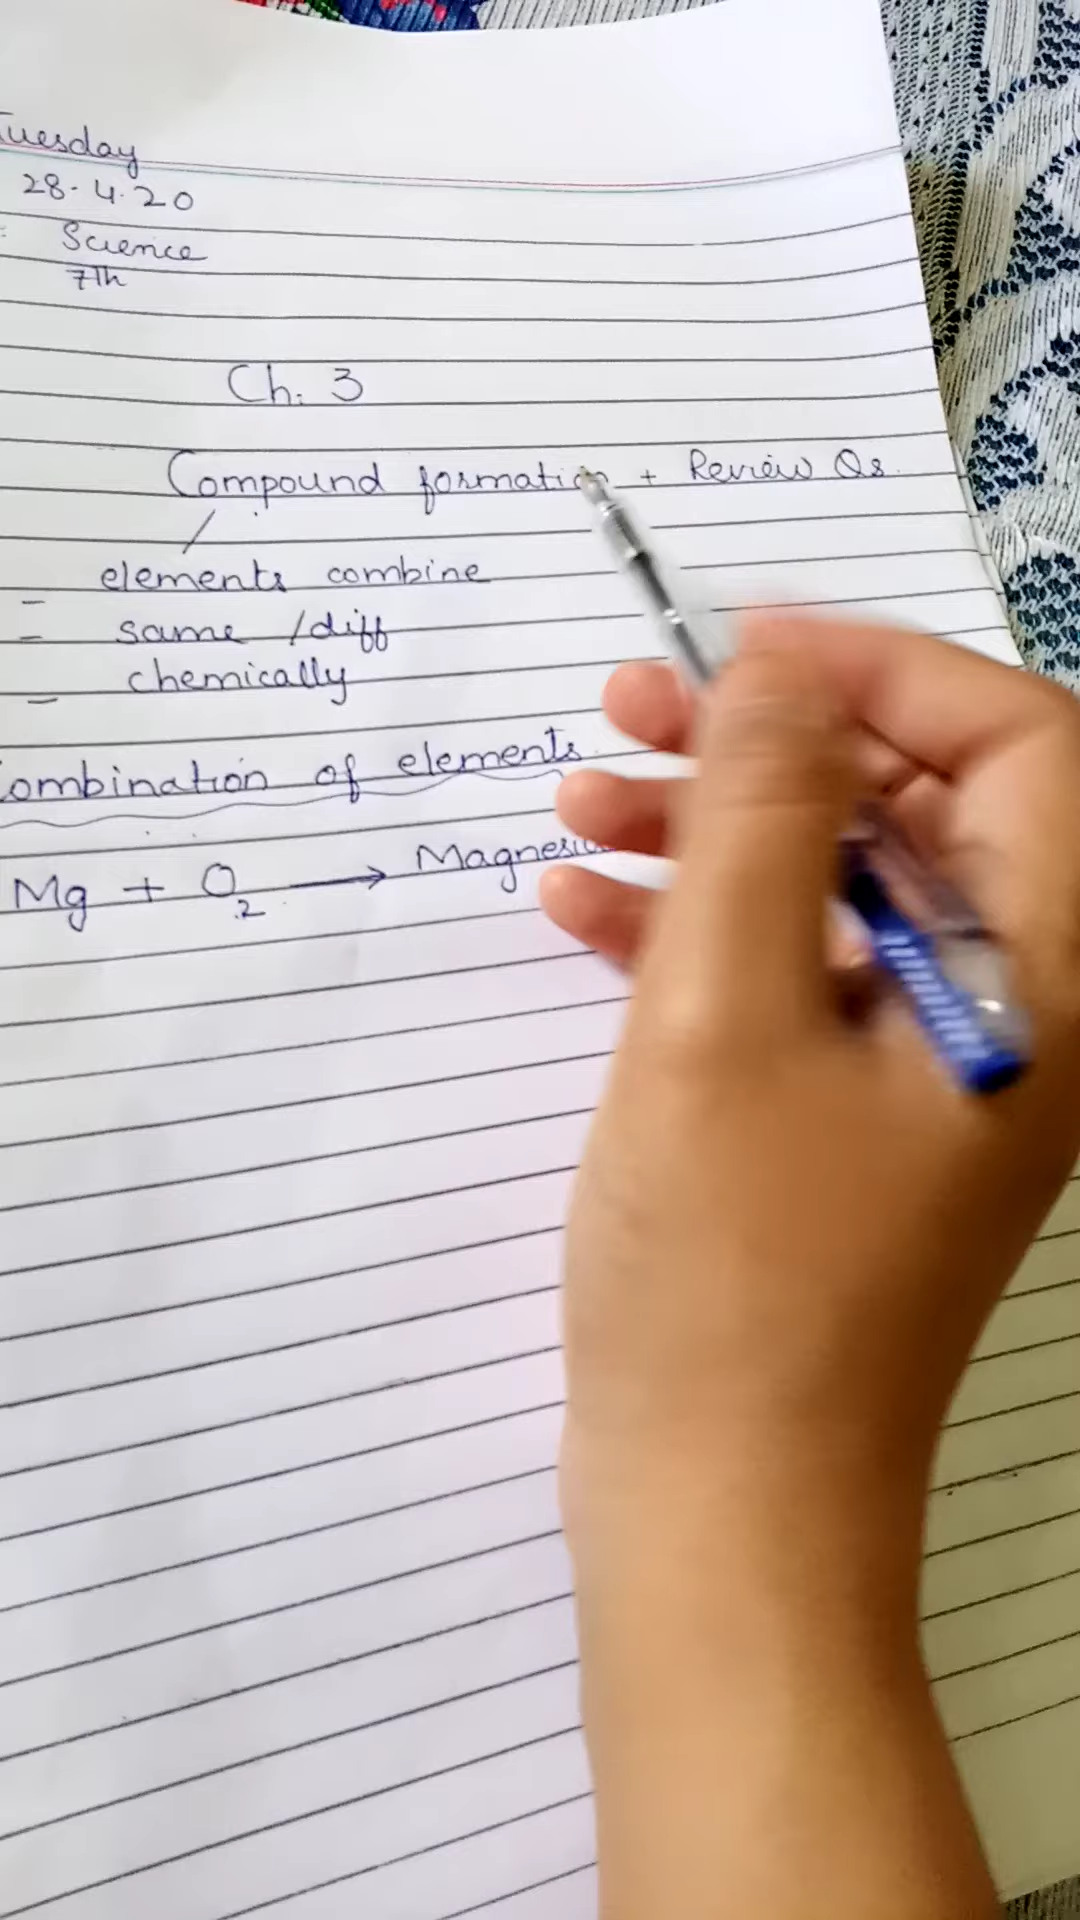 Tuesday
28-4-20
Science
7th
Ch. 3
Compound formation + Review Qs.
elements combine
- same /diff
- chemically
Combination of elements
Mg + O2 → Magnesiu